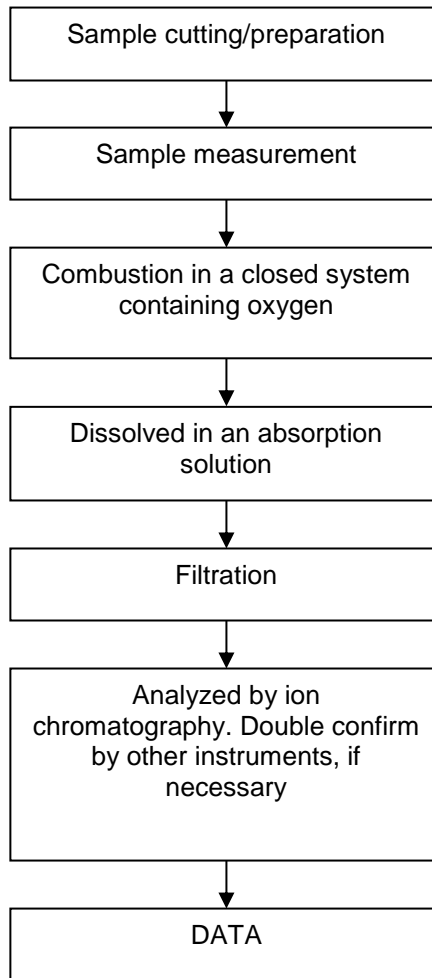 Sample cutting/preparation
Sample measurement
Combustion in a closed system
containing oxygen
Dissolved in an absorption
solution
Filtration
Analyzed by ion
chromatography. Double confirm
by other instruments, if
necessary
DATA